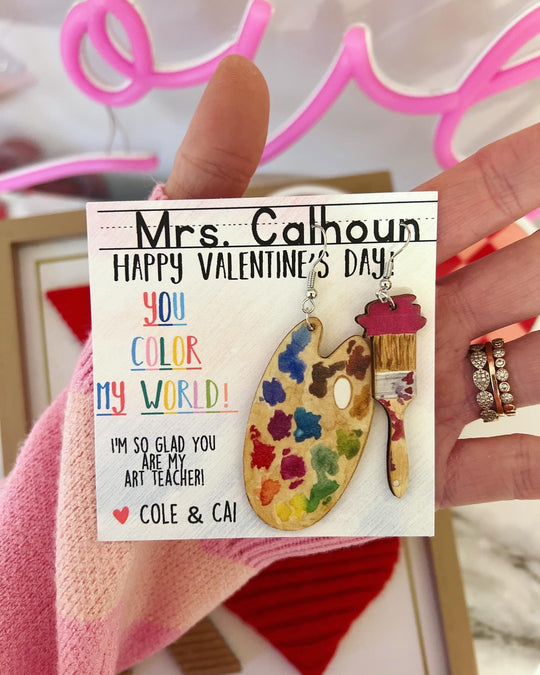 Mrs. Calhoun
HAPPY VALENTINE'S DAY!
YOU
COLOR
MY WORLD!
I'M SO GLAD YOU
ARE MY
ART TEACHER!
♥ COLE & CAI